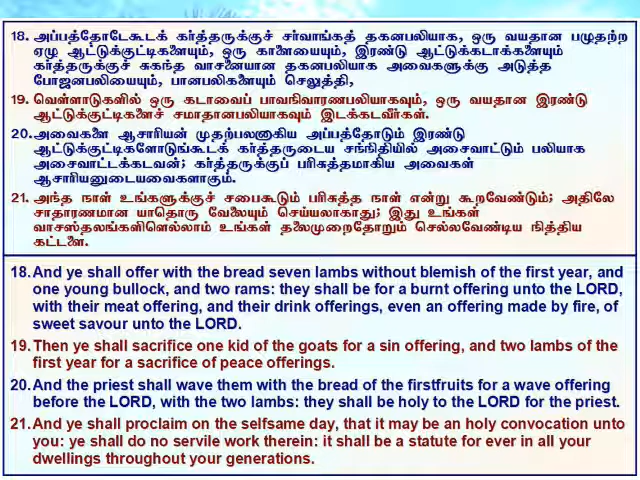 18. அப்பத்தோடேகூடக் கர்த்தருக்குச் சர்வாங்கத் தகனபலியாக, ஒரு வயதான பழுதற்ற
ஏழு ஆட்டுக்குட்டிகளையும், ஒரு காளையையும், இரண்டு ஆட்டுக்கடாக்களையும்
கர்த்தருக்குச் சுகந்த வாசனையான தகனபலியாக அவைகளுக்கு அடுத்த
போஜனபலியையும், பானபலிகளையும் செலுத்தி,
19. வெள்ளாடுகளில் ஒரு கடாவைப் பாவநிவாரணபலியாகவும், ஒரு வயதான இரண்டு
ஆட்டுக்குட்டிகளைச் சமாதானபலியாகவும் இடக்கடவீர்கள்.
20.அவைகளை ஆசாரியன் முதற்பலனாகிய அப்பத்தோடும் இரண்டு
ஆட்டுக்குட்டிகளோடுங்கூடக் கர்த்தருடைய சந்நிதியில் அசைவாட்டும் பலியாக
அசைவாட்டக்கடவன்; கர்த்தருக்குப் பரிசுத்தமாகிய அவைகள்
ஆசாரியனுடையவைகளாகும்.
21. அந்த நாள் உங்களுக்குச் சபைகூடும் பரிசுத்த நாள் என்று கூறவேண்டும்; அதிலே
சாதாரணமான யாதொரு வேலையும் செய்யலாகாது; இது உங்கள்
வாசஸ்தலங்களிலெல்லாம் உங்கள் தலைமுறைதோறும் செல்லவேண்டிய நித்திய
கட்டளை.
18.And ye shall offer with the bread seven lambs without blemish of the first year, and
one young bullock, and two rams: they shall be for a burnt offering unto the LORD,
with their meat offering, and their drink offerings, even an offering made by fire, of
sweet savour unto the LORD.
19.Then ye shall sacrifice one kid of the goats for a sin offering, and two lambs of the
first year for a sacrifice of peace offerings.
20.And the priest shall wave them with the bread of the firstfruits for a wave offering
before the LORD, with the two lambs: they shall be holy to the LORD for the priest.
21.And ye shall proclaim on the selfsame day, that it may be an holy convocation unto
you: ye shall do no servile work therein: it shall be a statute for ever in all your
dwellings throughout your generations.